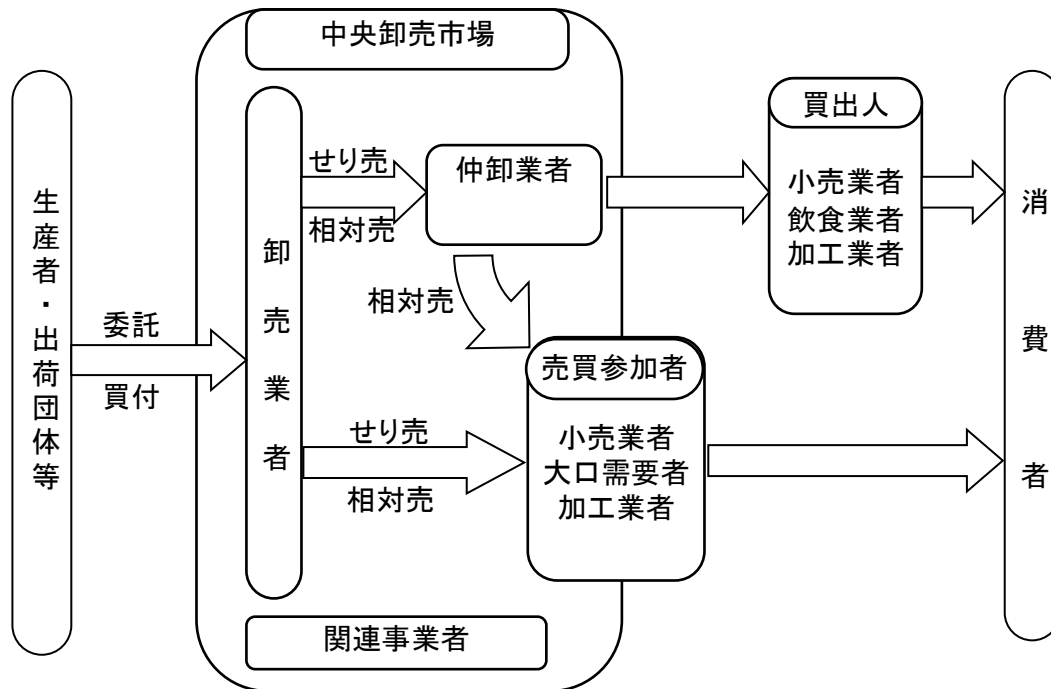 中央卸売市場
生産者・出荷団体等
委託
買付
卸売業者
せり売
相対売
仲卸業者
相対売
せり売
相対売
売買参加者
小売業者
大口需要者
加工業者
関連事業者
買出人
小売業者
飲食業者
加工業者
消費者